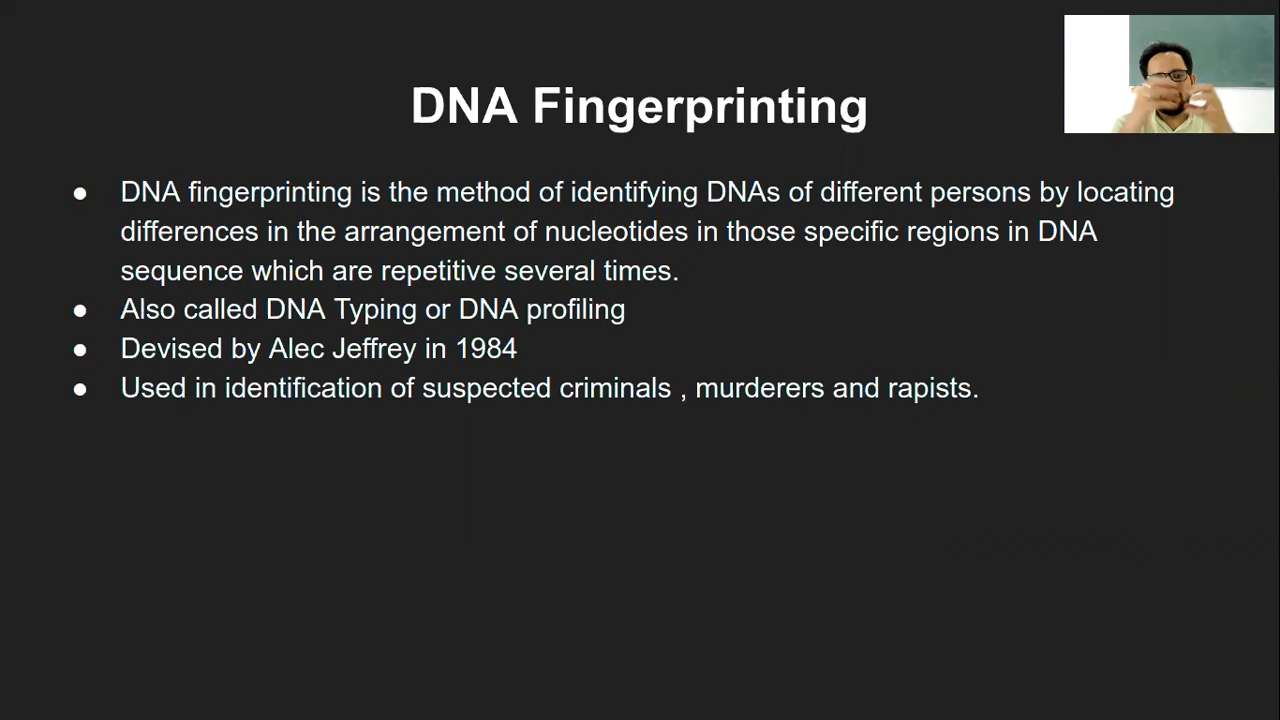 DNA Fingerprinting
● DNA fingerprinting is the method of identifying DNAs of different persons by locating
differences in the arrangement of nucleotides in those specific regions in DNA
sequence which are repetitive several times.
● Also called DNA Typing or DNA profiling
● Devised by Alec Jeffrey in 1984
● Used in identification of suspected criminals , murderers and rapists.